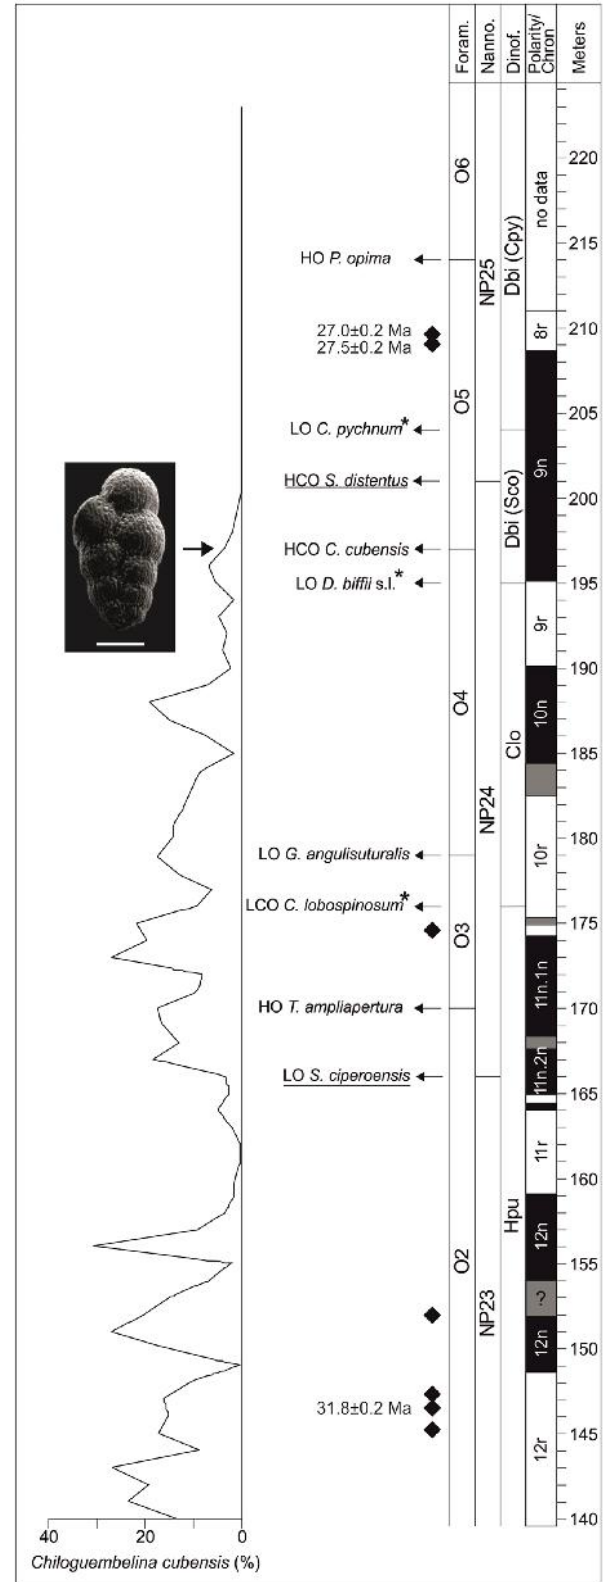 Foram.
Nanno.
Dinof.
Polarity/
Chron
Meters
O6
O5
O4
O3
O2
NP25
NP24
NP23
Dbi (Cpy)
Dbi (Sco)
Clo
Hpu
no data
8r
9n
9r
10n
10r
11n.1n
11n.2n
11r
12n
?
12n
12r
220
215
210
205
200
195
190
185
180
175
170
165
160
155
150
145
140
HO P. opima
27.0±0.2 Ma
27.5±0.2 Ma
LO C. pychnum*
HCO S. distentus
HCO C. cubensis
LO D. biffii s.l.*
LO G. angulisuturalis
LCO C. lobospinosum*
HO T. ampliapertura
LO S. ciperoensis
31.8±0.2 Ma
40 20 0
Chiloguembelina cubensis (%)